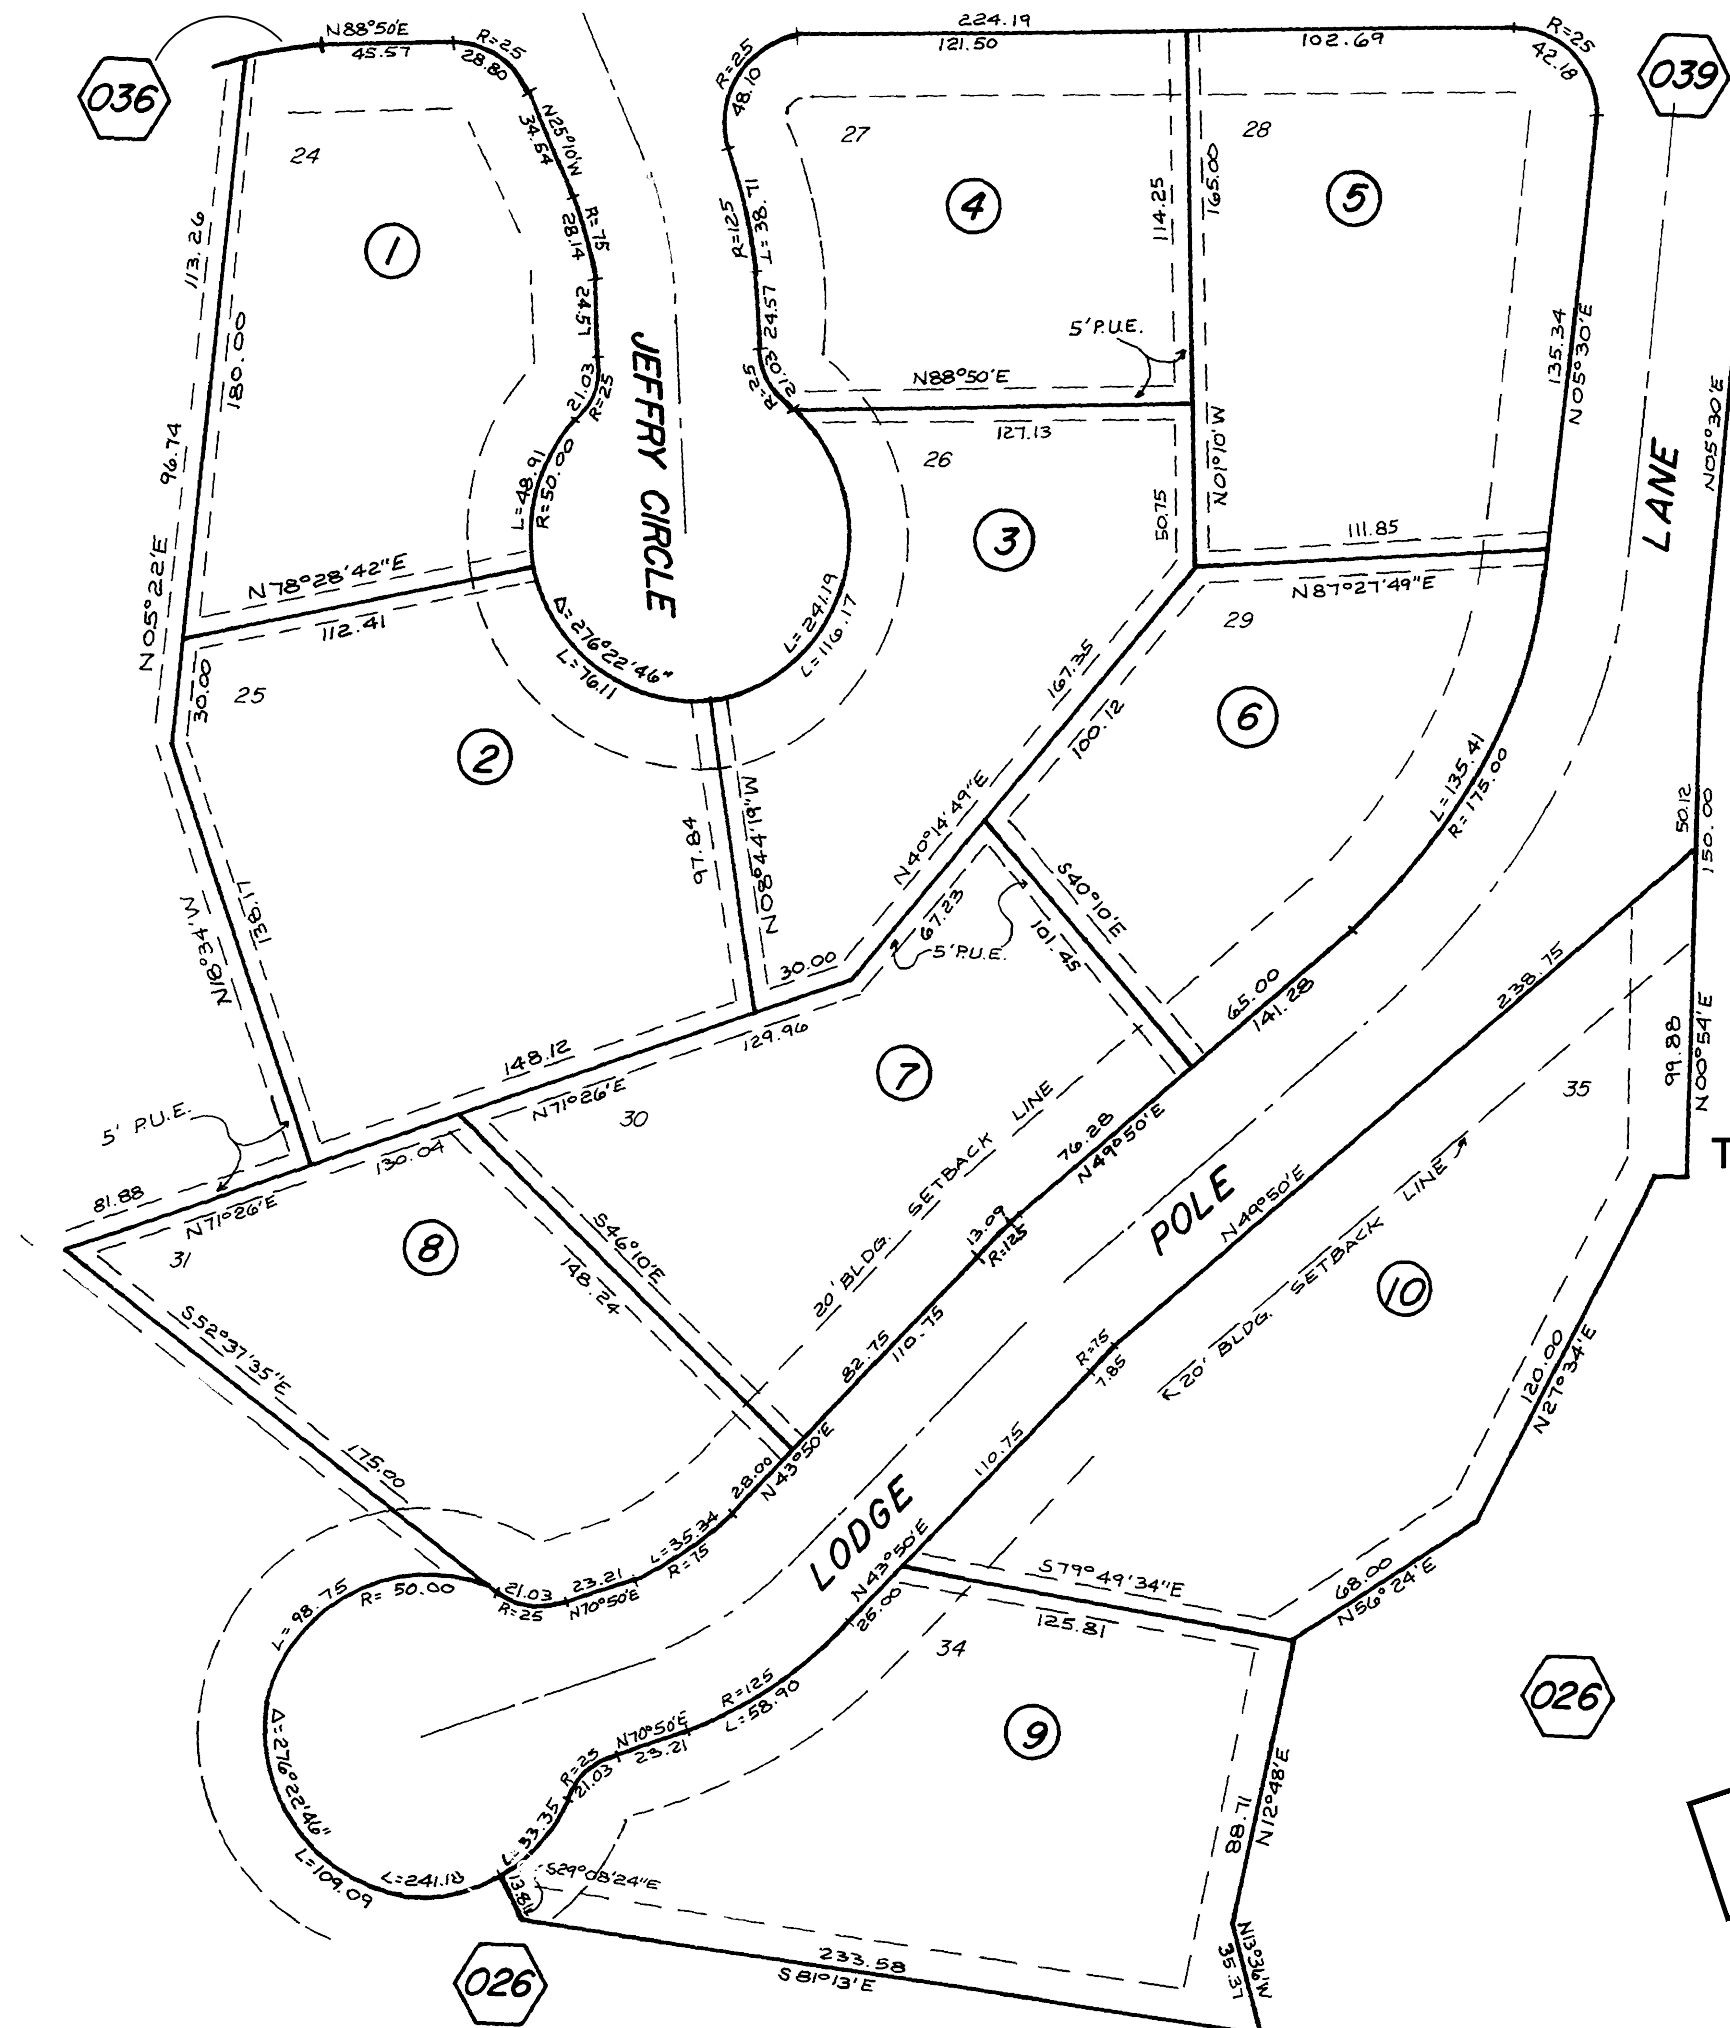 N88°50'E
45.57
R=25
28.80
036
24
N25°10'W
34.54
R=75
28.14
24.57
21.03
R=25
1
113.26
180.00
96.74
N05°22'E
L=48.91
R=50.00
N78°28'42"E
112.41
JEFFRY CIRCLE
224.19
121.50
102.69
R=25
48.10
R=25
42.18
039
27
28
R=125
L=38.71
24.57
21.03
R=25
4
114.25
165.00
5
5' P.U.E.
N88°50'E
127.13
135.34
N05°30'E
N05°30'E
LANE
26
3
50.75
N01°10'W
111.85
N87°27'49"E
29
30.00
25
2
Δ=276°22'46"
L=76.11
L=241.19
L=116.17
167.35
100.12
6
L=135.41
R=175.00
50.12
150.00
N18°34'W
138.17
97.84
N08°44'19"W
N40°14'49"E
67.23
5' P.U.E.
S40°10'E
101.45
30.00
65.00
141.28
238.75
99.88
N00°54'E
35
T
148.12
129.96
N71°26'E
30
7
5' P.U.E.
130.04
81.88
N71°26'E
31
8
S46°10'E
148.24
20' BLDG. SETBACK LINE
76.28
N49°50'E
13.09
R=125
POLE
N49°50'E
20' BLDG. SETBACK LINE
10
S52°37'35"E
175.00
82.75
110.75
R=75
7.85
120.00
N27°34'E
28.00
N43°50'E
110.75
LODGE
L=35.34
R=75
23.21
N70°50'E
21.03
R=25
R=50.00
L=98.75
N43°50'E
25.00
S79°49'34"E
125.81
68.00
N56°24'E
34
9
026
R=125
L=58.90
N70°50'E
23.21
R=25
21.03
L=33.35
Δ=276°22'46"
L=109.09
L=241.18
S29°08'24"E
13.81
88.71
N12°48'E
N13°36'W
35.37
233.58
S81°13'E
026